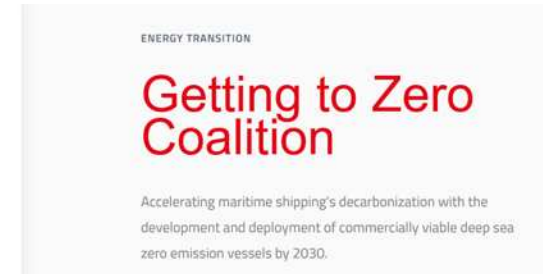 ENERGY TRANSITION
Getting to Zero
Coalition
Accelerating maritime shipping's decarbonization with the
development and deployment of commercially viable deep sea
zero emission vessels by 2030.